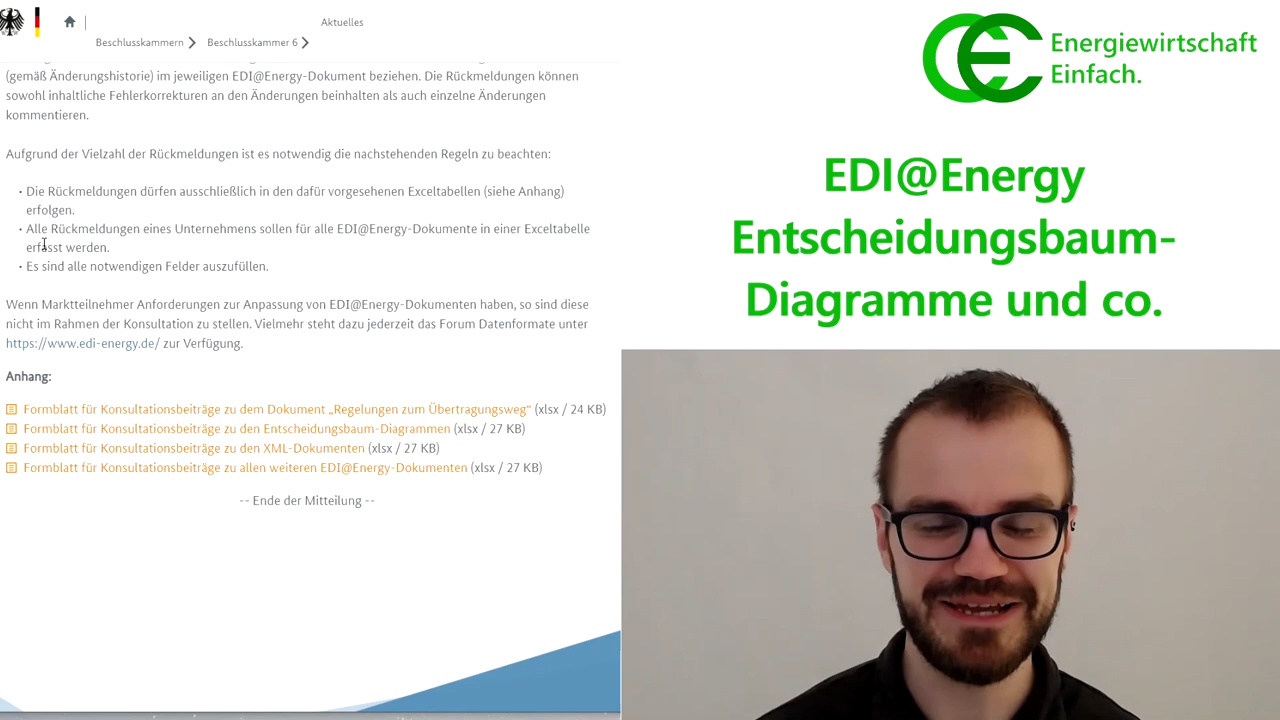 Aktuelles
Beschlusskammern
Beschlusskammer 6
(gemäß Änderungshistorie) im jeweiligen EDI@Energy-Dokument beziehen. Die Rückmeldungen können
sowohl inhaltliche Fehlerkorrekturen an den Änderungen beinhalten als auch einzelne Änderungen
kommentieren.
Aufgrund der Vielzahl der Rückmeldungen ist es notwendig die nachstehenden Regeln zu beachten:
• Die Rückmeldungen dürfen ausschließlich in den dafür vorgesehenen Exceltabellen (siehe Anhang)
erfolgen.
• Alle Rückmeldungen eines Unternehmens sollen für alle EDI@Energy-Dokumente in einer Exceltabelle
erfasst werden.
• Es sind alle notwendigen Felder auszufüllen.
Wenn Marktteilnehmer Anforderungen zur Anpassung von EDI@Energy-Dokumenten haben, so sind diese
nicht im Rahmen der Konsultation zu stellen. Vielmehr steht dazu jederzeit das Forum Datenformate unter
https://www.edi-energy.de/ zur Verfügung.
Anhang:
Formblatt für Konsultationsbeiträge zu dem Dokument „Regelungen zum Übertragungsweg“ (xlsx / 24 KB)
Formblatt für Konsultationsbeiträge zu den Entscheidungsbaum-Diagrammen (xlsx / 27 KB)
Formblatt für Konsultationsbeiträge zu den XML-Dokumenten (xlsx / 27 KB)
Formblatt für Konsultationsbeiträge zu allen weiteren EDI@Energy-Dokumenten (xlsx / 27 KB)
-- Ende der Mitteilung --
Energiewirtschaft
Einfach.
EDI@Energy
Entscheidungsbaum-
Diagramme und co.